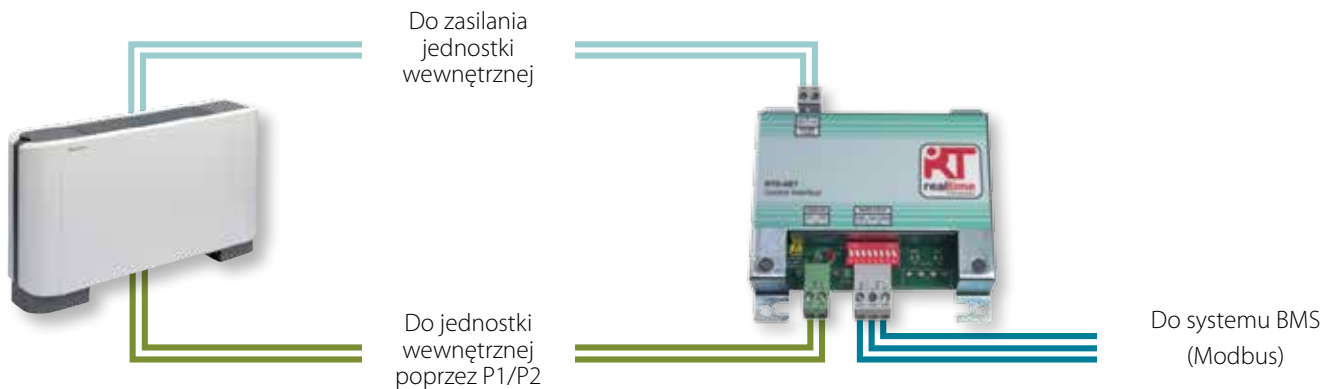 Do zasilania
jednostki
wewnętrznej
RT
realtime
Do jednostki
wewnętrznej
poprzez P1/P2
Do systemu BMS
(Modbus)